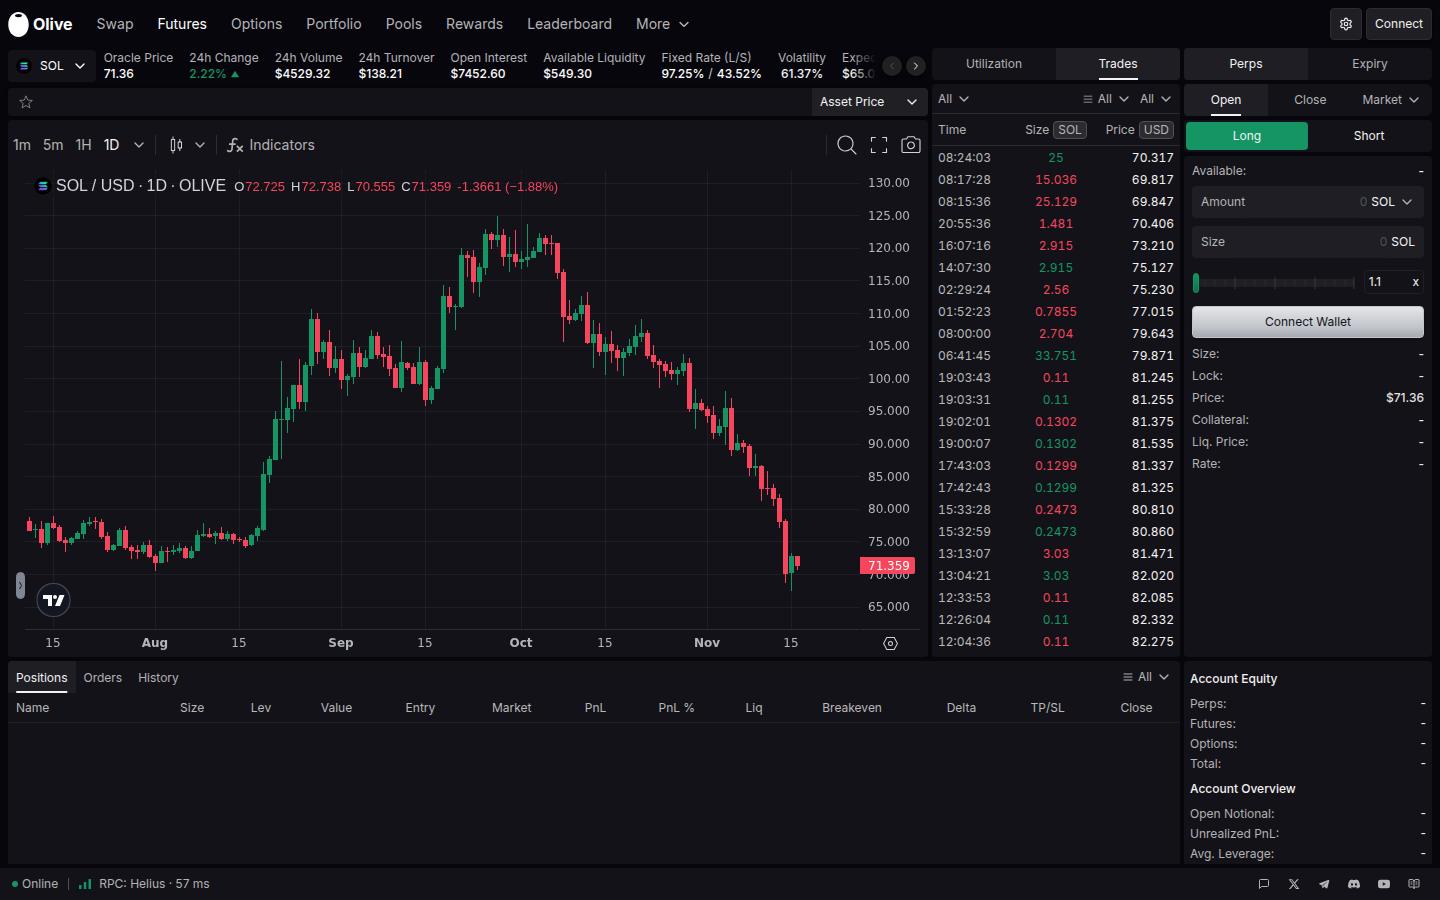 Olive Swap Futures Options Portfolio Pools Rewards Leaderboard More Connect
SOL
Oracle Price 24h Change 24h Volume 24h Turnover Open Interest Available Liquidity Fixed Rate (L/S) Volatility
71.36 2.22% $4529.32 $138.21 $7452.60 $549.30 97.25% / 43.52% 61.37%
Asset Price
1m 5m 1H 1D Indicators
SOL / USD · 1D · OLIVE O72.725 H72.738 L70.555 C71.359 -1.3661 (−1.88%)
130.00
125.00
120.00
115.00
110.00
105.00
100.00
95.000
90.000
85.000
80.000
75.000
71.359
70.000
65.000
15 Aug 15 Sep 15 Oct 15 Nov 15
Utilization Trades
All All All
Time Size SOL Price USD
08:24:03 25 70.317
08:17:28 15.036 69.817
08:15:36 25.129 69.847
20:55:36 1.481 70.406
16:07:16 2.915 73.210
14:07:30 2.915 75.127
02:29:24 2.56 75.230
01:52:23 0.7855 77.015
08:00:00 2.704 79.643
06:41:45 33.751 79.871
19:03:43 0.11 81.245
19:03:31 0.11 81.255
19:02:01 0.1302 81.375
19:00:07 0.1302 81.535
17:43:03 0.1299 81.337
17:42:43 0.1299 81.325
15:33:28 0.2473 80.810
15:32:59 0.2473 80.860
13:13:07 3.03 81.471
13:04:21 3.03 82.020
12:33:53 0.11 82.085
12:26:04 0.11 82.332
12:04:36 0.11 82.275
Perps Expiry
Open Close Market
Long Short
Available: -
Amount 0 SOL
Size 0 SOL
1.1 x
Connect Wallet
Size: -
Lock: -
Price: $71.36
Collateral: -
Liq. Price: -
Rate: -
Positions Orders History All
Name Size Lev Value Entry Market PnL PnL % Liq Breakeven Delta TP/SL Close
Account Equity
Perps: -
Futures: -
Options: -
Total: -
Account Overview
Open Notional: -
Unrealized PnL: -
Avg. Leverage: -
Online RPC: Helius · 57 ms